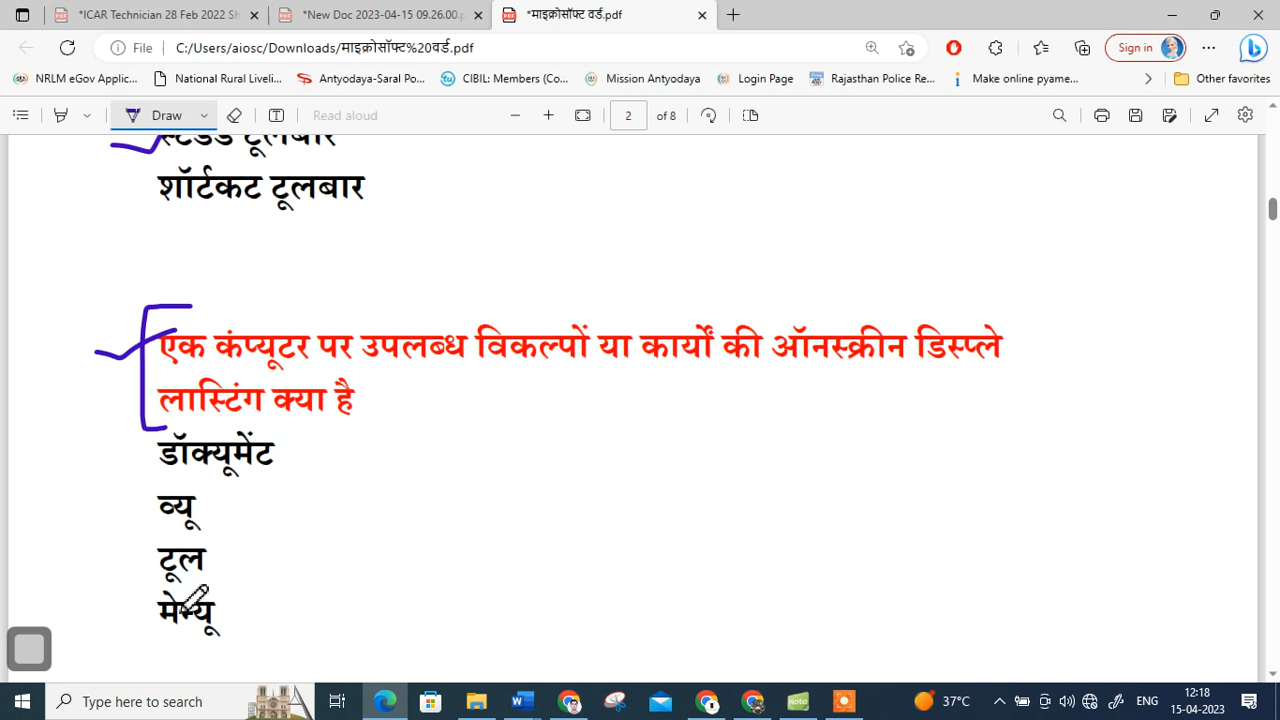 *ICAR Technician 28 Feb 2022 Sh
*New Doc 2023-04-15 09.26.00.p
*माइक्रोसॉफ्ट वर्ड.pdf
File
C:/Users/aiosc/Downloads/माइक्रोसॉफ्ट%20वर्ड.pdf
Sign in
NRLM eGov Applic...
National Rural Liveli...
Antyodaya-Saral Po...
CIBIL: Members (Co...
Mission Antyodaya
Login Page
Rajasthan Police Re...
Make online pyame...
Other favorites
Draw
Read aloud
2 of 8
टूलबार
शॉर्टकट टूलबार
एक कंप्यूटर पर उपलब्ध विकल्पों या कार्यों की ऑनस्क्रीन डिस्प्ले
लास्टिंग क्या है
डॉक्यूमेंट
व्यू
टूल
मेन्यू
Type here to search
37°C
ENG
12:18
15-04-2023